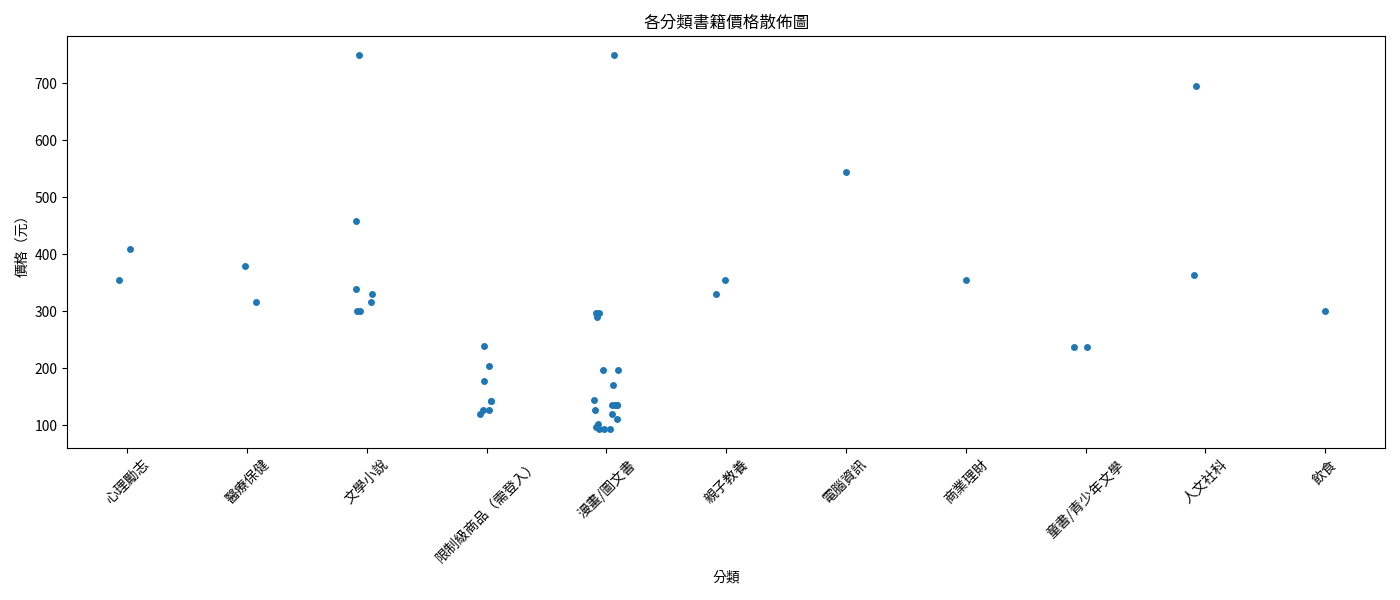 各分類書籍價格散佈圖
價格（元）
700
600
500
400
300
200
100
心理勵志
醫療保健
文學小說
限制級商品（需登入）
漫畫/圖文書
親子教養
電腦資訊
商業理財
童書/青少年文學
人文社科
飲食
分類